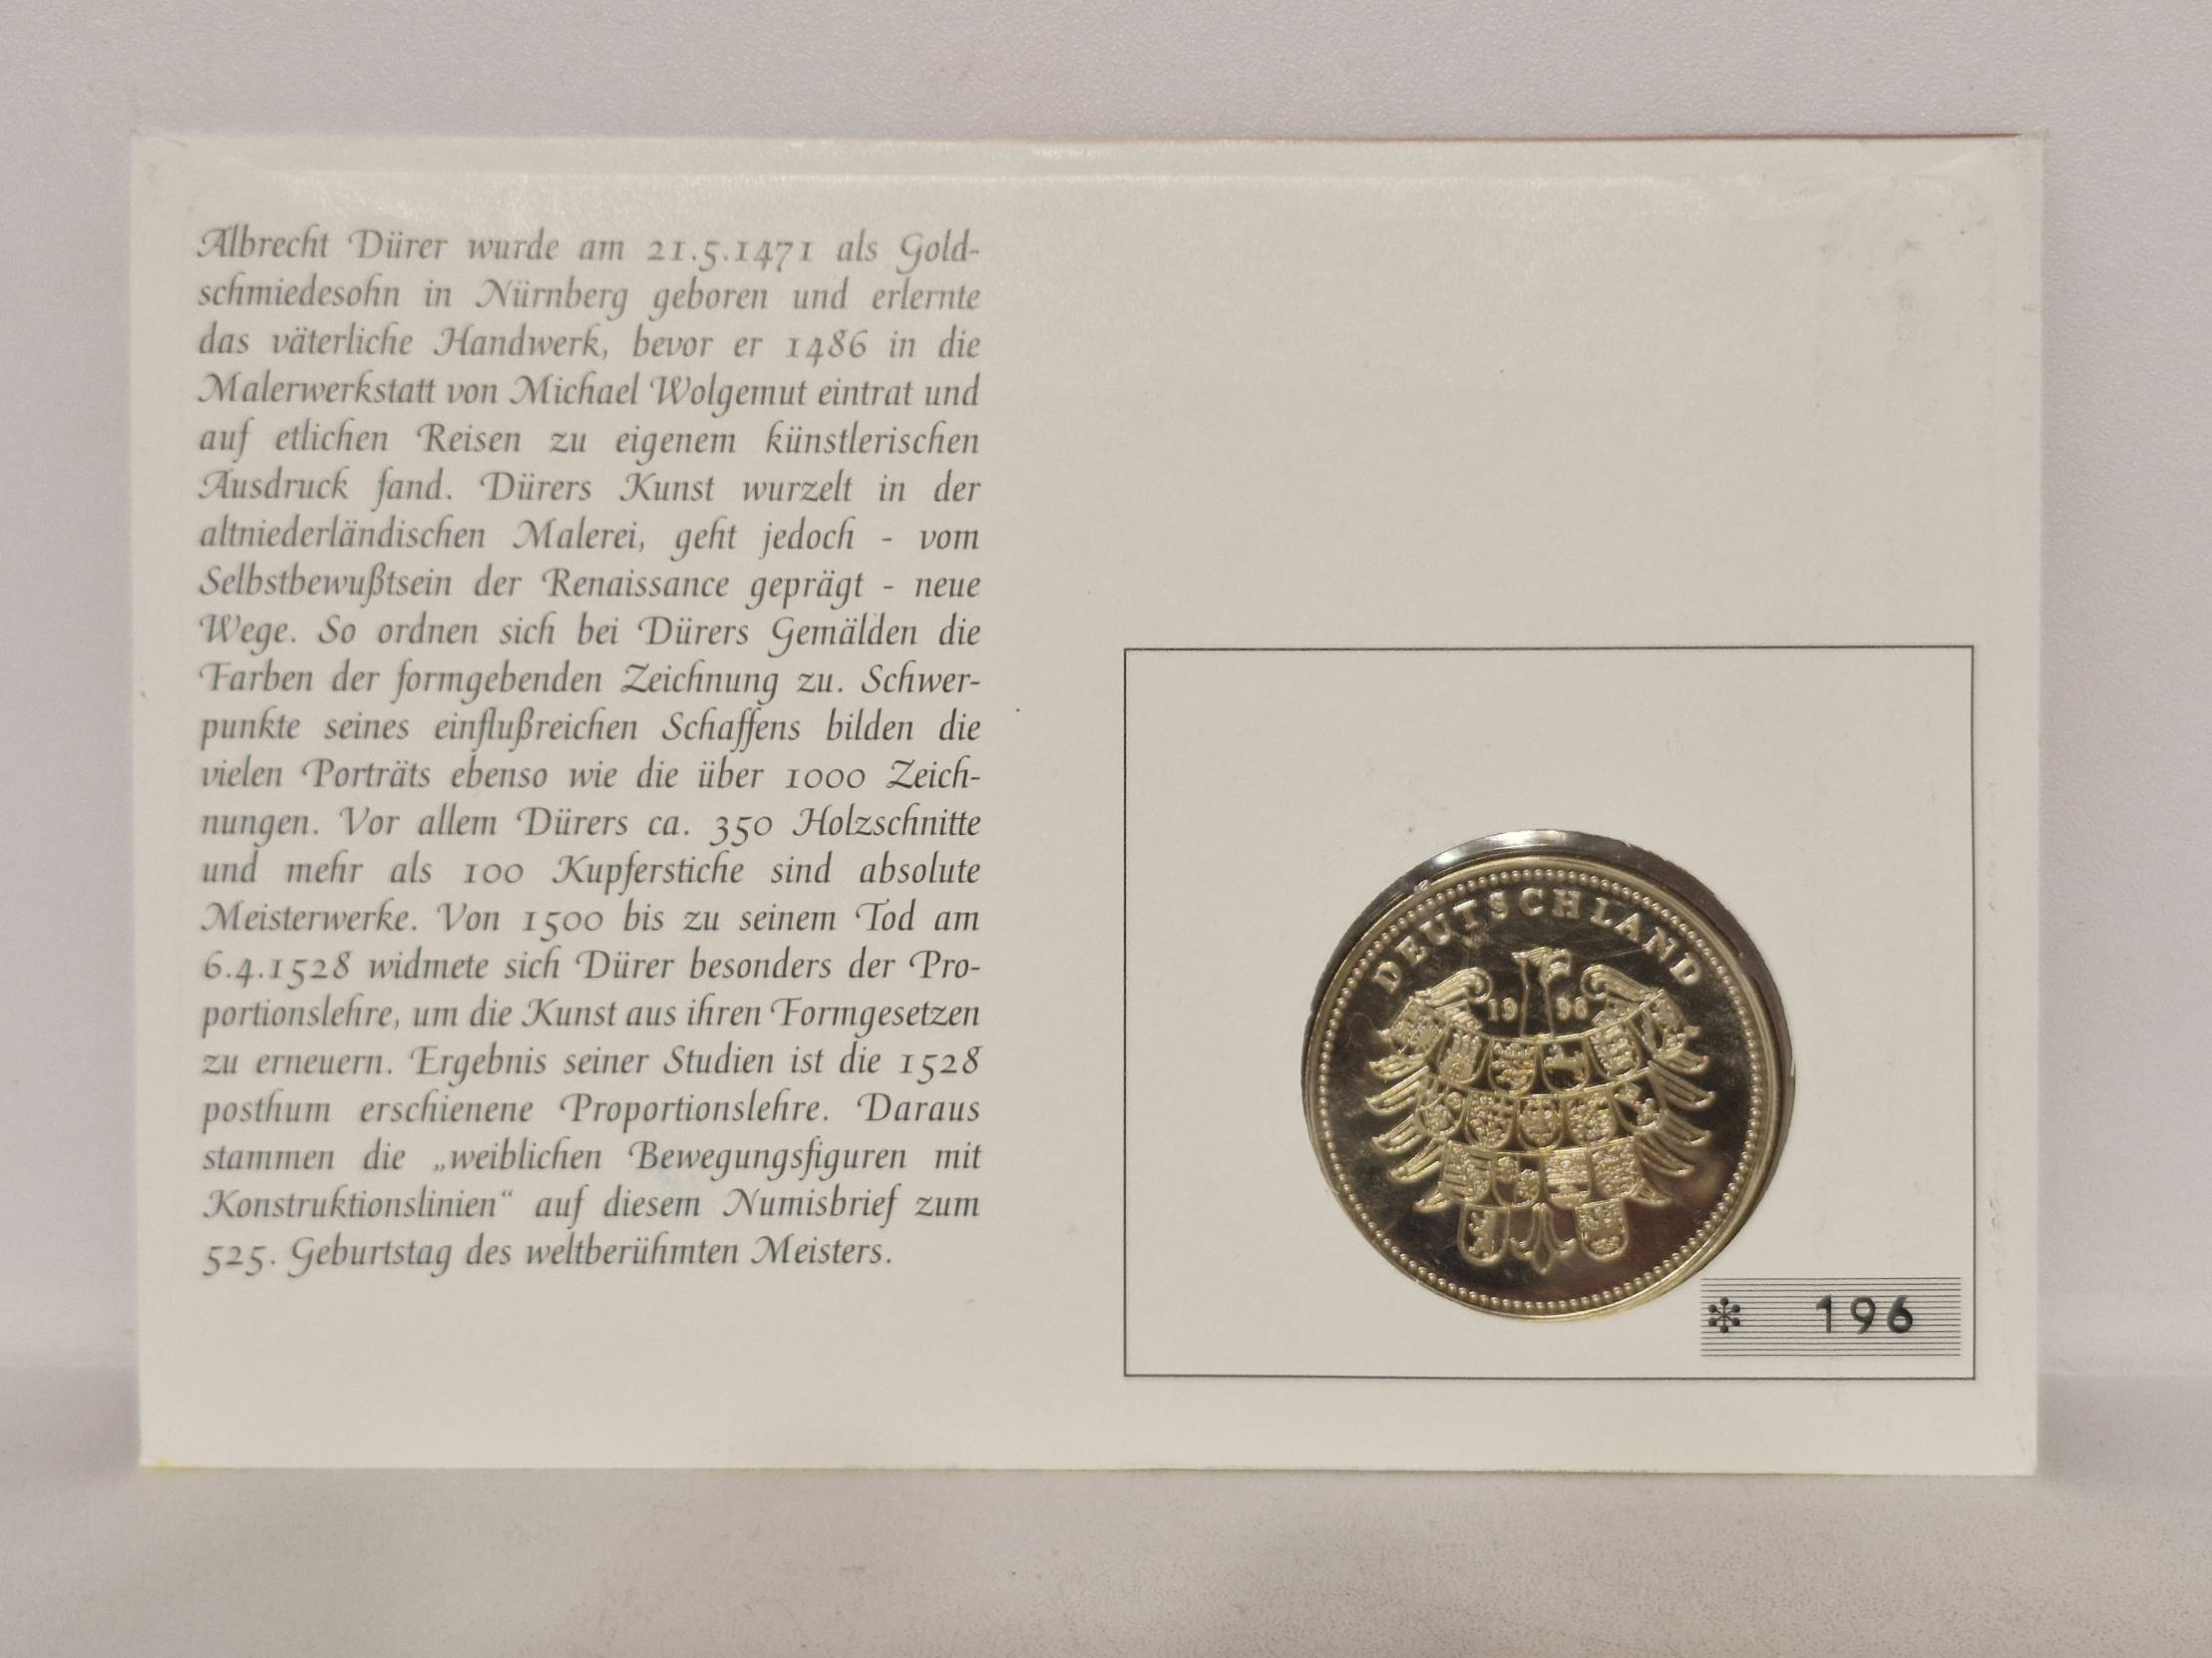 Albrecht Dürer wurde am 21.5.1471 als Gold-
schmiedesohn in Nürnberg geboren und erlernte
das väterliche Handwerk, bevor er 1486 in die
Malerwerkstatt von Michael Wolgemut eintrat und
auf etlichen Reisen zu eigenem künstlerischen
Ausdruck fand. Dürers Kunst wurzelt in der
altniederländischen Malerei, geht jedoch - vom
Selbstbewußtsein der Renaissance geprägt - neue
Wege. So ordnen sich bei Dürers Gemälden die
Farben der formgebenden Zeichnung zu. Schwer-
punkte seines einflußreichen Schaffens bilden die
vielen Porträts ebenso wie die über 1000 Zeich-
nungen. Vor allem Dürers ca. 350 Holzschnitte
und mehr als 100 Kupferstiche sind absolute
Meisterwerke. Von 1500 bis zu seinem Tod am
6.4.1528 widmete sich Dürer besonders der Pro-
portionslehre, um die Kunst aus ihren Formgesetzen
zu erneuern. Ergebnis seiner Studien ist die 1528
posthum erschienene Proportionslehre. Daraus
stammen die „weiblichen Bewegungsfiguren mit
Konstruktionslinien“ auf diesem Numisbrief zum
525. Geburtstag des weltberühmten Meisters.
DEUTSCHLAND
19 96
* 196